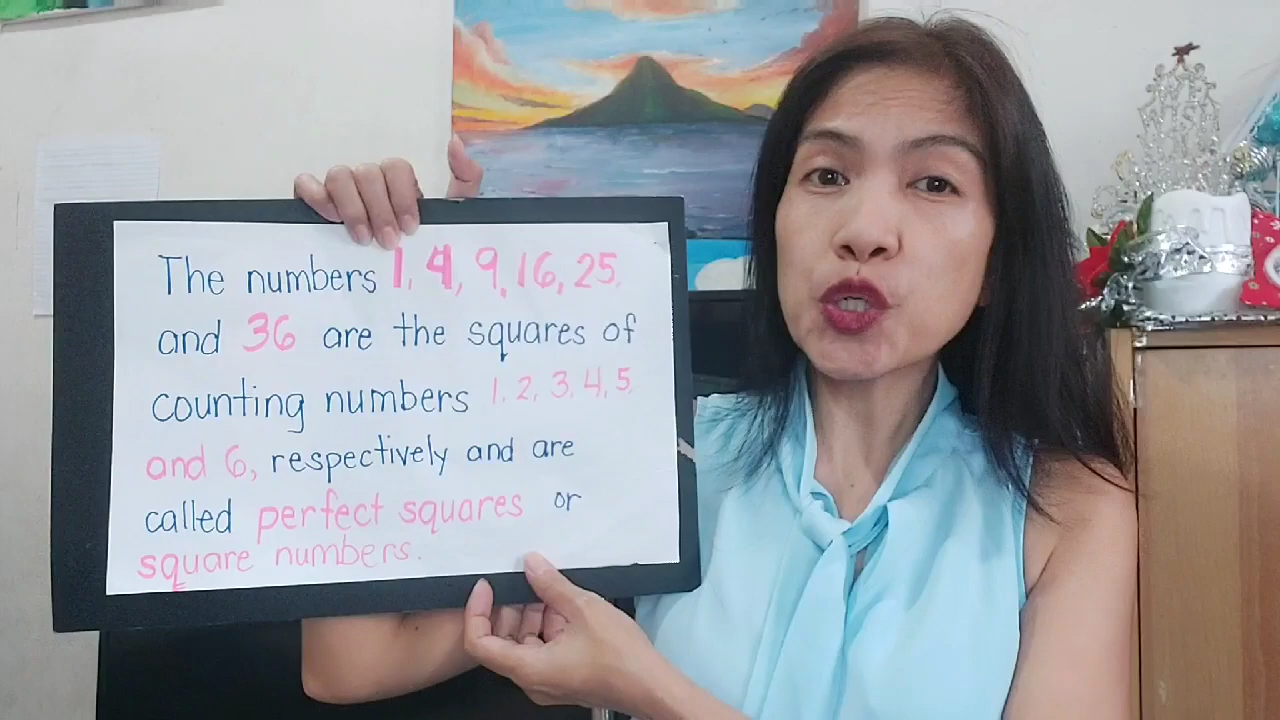 The numbers 1, 4, 9, 16, 25,
and 36 are the squares of
counting numbers 1, 2, 3, 4, 5,
and 6, respectively and are
called perfect squares or
square numbers.